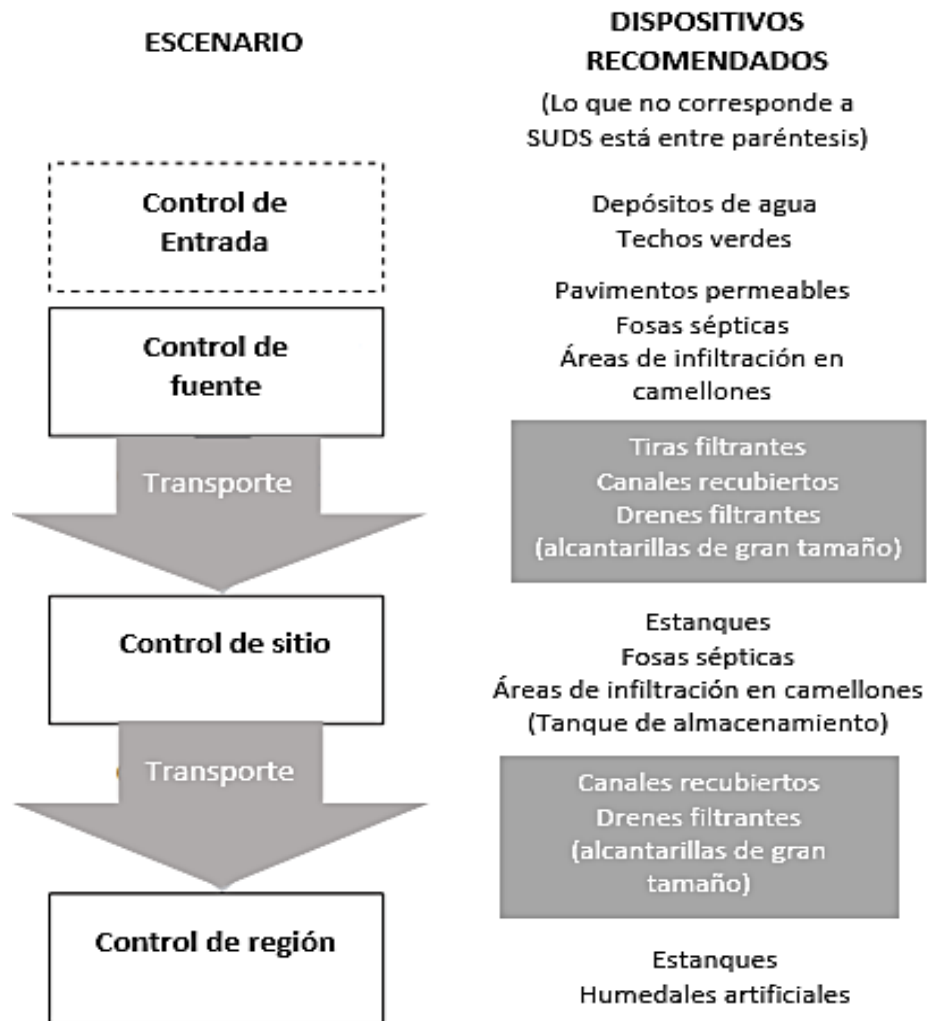 ESCENARIO
DISPOSITIVOS
RECOMENDADOS
(Lo que no corresponde a
SUDS está entre paréntesis)
Control de
Entrada
Depósitos de agua
Techos verdes
Control de
fuente
Pavimentos permeables
Fosas sépticas
Áreas de infiltración en
camellones
Transporte
Tiras filtrantes
Canales recubiertos
Drenes filtrantes
(alcantarillas de gran tamaño)
Control de sitio
Estanques
Fosas sépticas
Áreas de infiltración en camellones
(Tanque de almacenamiento)
Transporte
Canales recubiertos
Drenes filtrantes
(alcantarillas de gran
tamaño)
Control de región
Estanques
Humedales artificiales